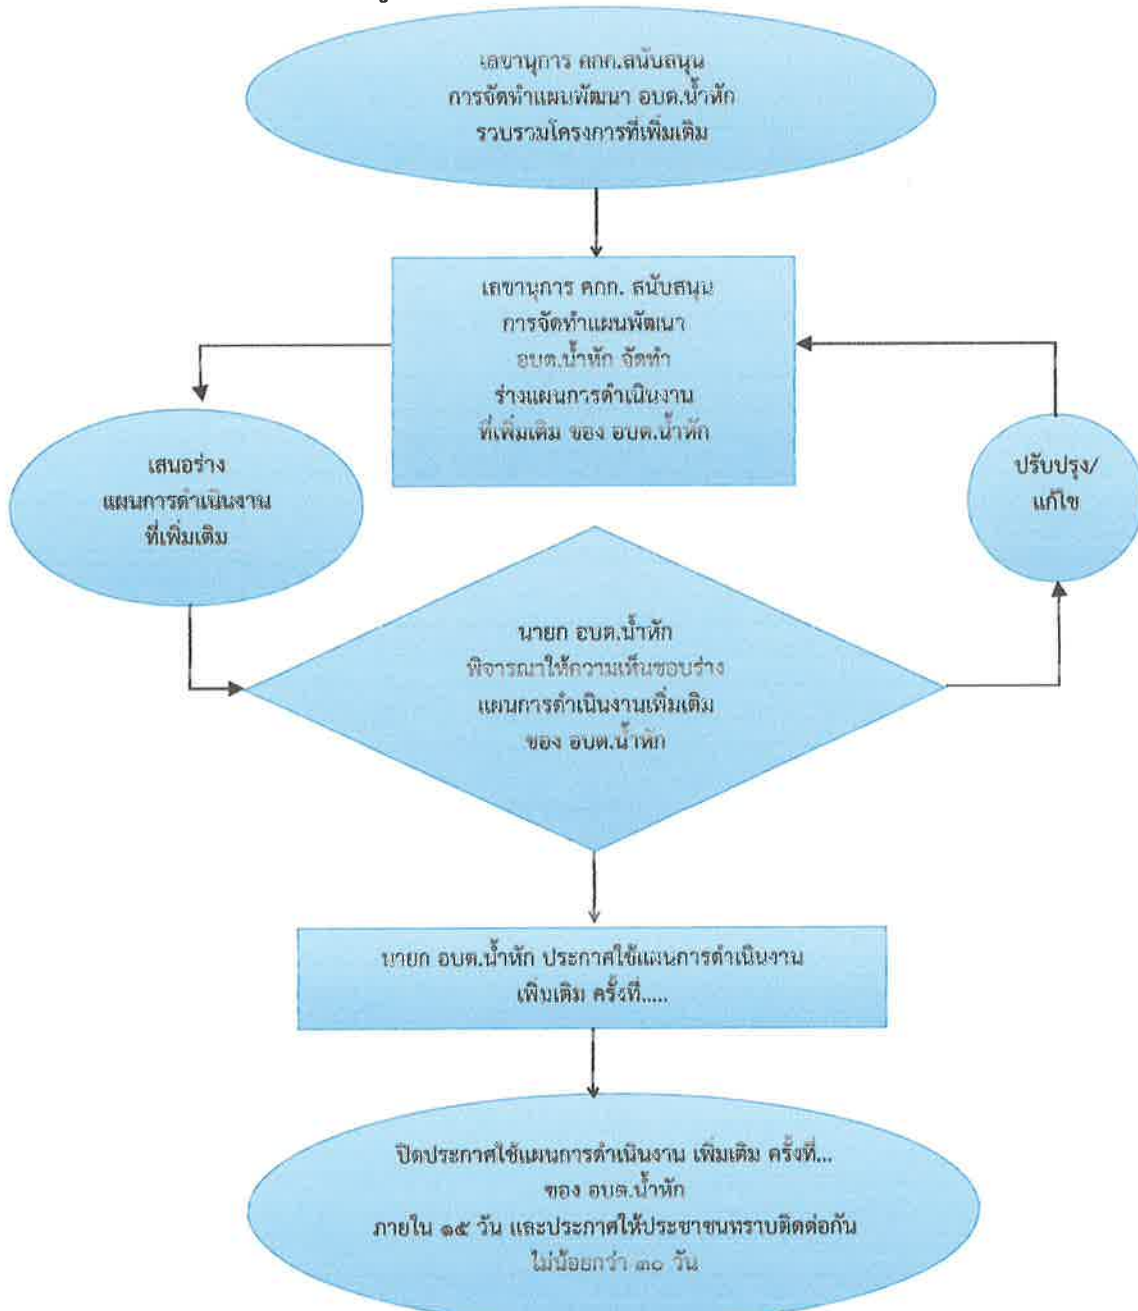 เลขานุการ คกก.สนับสนุน
การจัดทำแผนพัฒนา อบต.น้ำหัก
รวบรวมโครงการที่เพิ่มเติม
เลขานุการ คกก. สนับสนุน
การจัดทำแผนพัฒนา
อบต.น้ำหัก จัดทำ
ร่างแผนการดำเนินงาน
ที่เพิ่มเติม ของ อบต.น้ำหัก
เสนอร่าง
แผนการดำเนินงาน
ที่เพิ่มเติม
ปรับปรุง/
แก้ไข
นายก อบต.น้ำหัก
พิจารณาให้ความเห็นชอบร่าง
แผนการดำเนินงานเพิ่มเติม
ของ อบต.น้ำหัก
นายก อบต.น้ำหัก ประกาศใช้แผนการดำเนินงาน
เพิ่มเติม ครั้งที่.....
ปิดประกาศใช้แผนการดำเนินงาน เพิ่มเติม ครั้งที่...
ของ อบต.น้ำหัก
ภายใน ๑๕ วัน และประกาศให้ประชาชนทราบติดต่อกัน
ไม่น้อยกว่า ๓๐ วัน